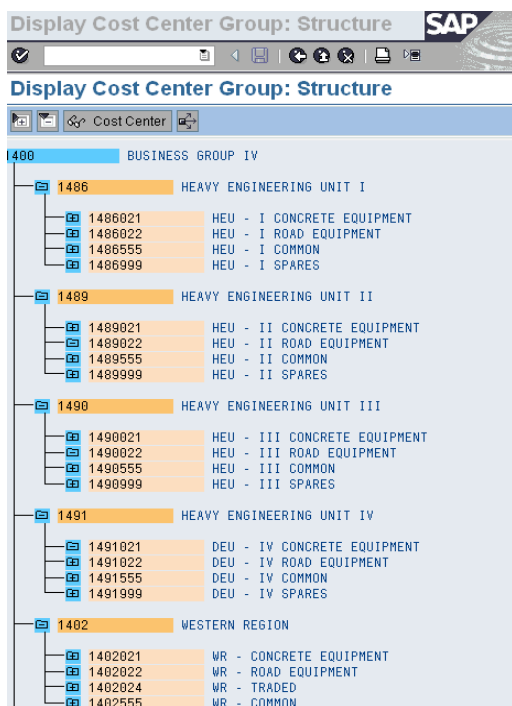 Display Cost Center Group: Structure SAP
Display Cost Center Group: Structure
Cost Center
1400 BUSINESS GROUP IV
1486 HEAVY ENGINEERING UNIT I
1486021 HEU - I CONCRETE EQUIPMENT
1486022 HEU - I ROAD EQUIPMENT
1486555 HEU - I COMMON
1486999 HEU - I SPARES
1489 HEAVY ENGINEERING UNIT II
1489021 HEU - II CONCRETE EQUIPMENT
1489022 HEU - II ROAD EQUIPMENT
1489555 HEU - II COMMON
1489999 HEU - II SPARES
1490 HEAVY ENGINEERING UNIT III
1490021 HEU - III CONCRETE EQUIPMENT
1490022 HEU - III ROAD EQUIPMENT
1490555 HEU - III COMMON
1490999 HEU - III SPARES
1491 HEAVY ENGINEERING UNIT IV
1491021 DEU - IV CONCRETE EQUIPMENT
1491022 DEU - IV ROAD EQUIPMENT
1491555 DEU - IV COMMON
1491999 DEU - IV SPARES
1402 WESTERN REGION
1402021 WR - CONCRETE EQUIPMENT
1402022 WR - ROAD EQUIPMENT
1402024 WR - TRADED
1402555 WR - COMMON